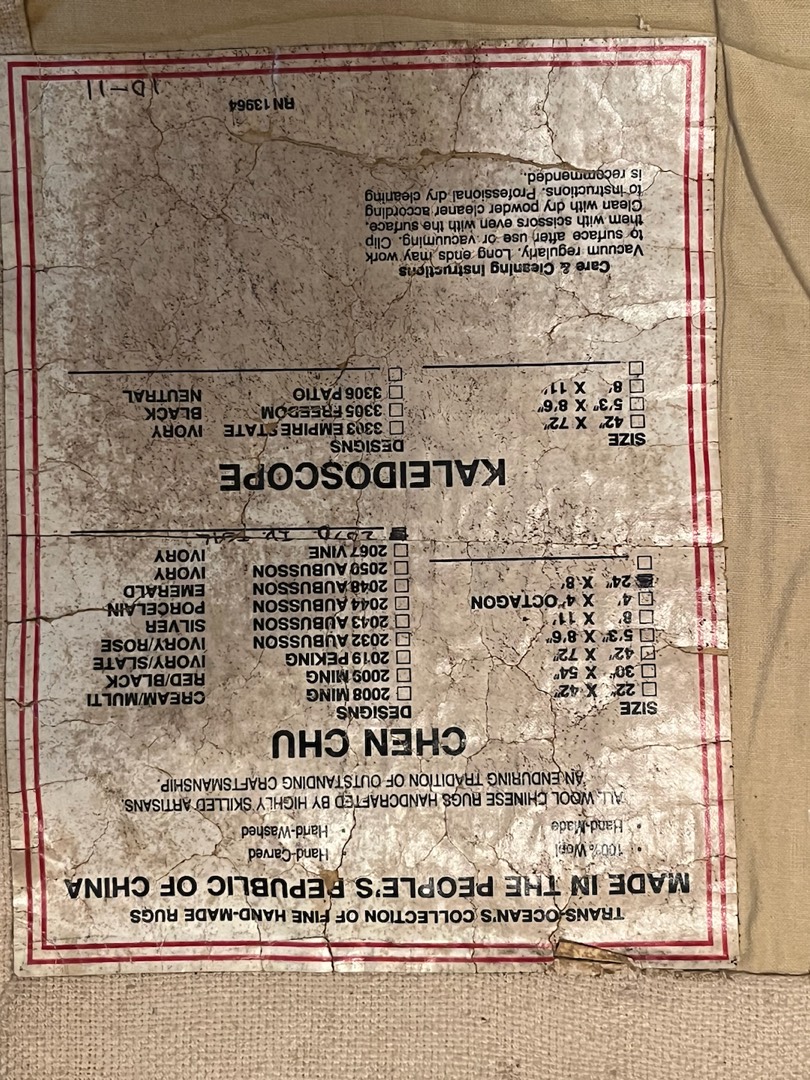 TRANS-OCEAN'S COLLECTION OF FINE HAND-MADE RUGS
MADE IN THE PEOPLE'S REPUBLIC OF CHINA
• 100% Wool • Hand-Carved
• Hand-Made • Hand-Washed
ALL WOOL CHINESE RUGS HANDCRAFTED BY HIGHLY SKILLED ARTISANS.
AN ENDURING TRADITION OF OUTSTANDING CRAFTSMANSHIP.
CHEN CHU
SIZE DESIGNS
22" X 42" 2008 MING CREAM/MULTI
30" X 54" 2009 MING RED/BLACK
42" X 72" 2019 PEKING IVORY/SLATE
5'3" X 8'6" 2032 AUBUSSON IVORY/ROSE
8' X 11' 2043 AUBUSSON SILVER
4' X 4' OCTAGON 2044 AUBUSSON PORCELAIN
24" X 8' 2048 AUBUSSON EMERALD
2050 AUBUSSON IVORY
2067 VINE IVORY
KALEIDOSCOPE
SIZE DESIGNS
42" X 72" 3303 EMPIRE STATE IVORY
5'3" X 8'6" 3305 FREEDOM BLACK
8' X 11' 3306 PATIO NEUTRAL
Care & Cleaning Instructions
Vacuum regularly. Long ends may work
to surface after use or vacuuming. Clip
them with scissors even with the surface.
Clean with dry powder cleaner according
to instructions. Professional dry cleaning
is recommended.
RN 13964
10-11